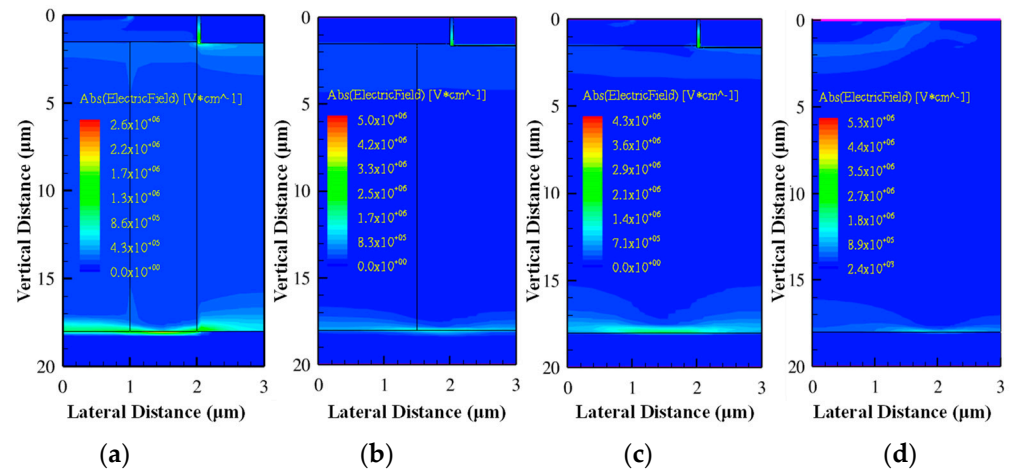 0
5
10
15
20
Vertical Distance (μm)
Abs(ElectricField) [V*cm^-1]
2.6x10+06
2.2x10+06
1.7x10+06
1.3x10+06
8.6x10+05
4.3x10+05
0.0x10+00
0 1 2 3
Lateral Distance (μm)
(a)
0
5
10
15
20
Vertical Distance (μm)
Abs(ElectricField) [V*cm^-1]
5.0x10+06
4.2x10+06
3.3x10+06
2.5x10+06
1.7x10+06
8.3x10+05
0.0x10+00
0 1 2 3
Lateral Distance (μm)
(b)
0
5
10
15
20
Vertical Distance (μm)
Abs(ElectricField) [V*cm^-1]
4.3x10+06
3.6x10+06
2.9x10+06
2.1x10+06
1.4x10+06
7.1x10+05
0.0x10+00
0 1 2 3
Lateral Distance (μm)
(c)
0
5
10
15
20
Vertical Distance (μm)
Abs(ElectricField) [V*cm^-1]
5.3x10+06
4.4x10+06
3.5x10+06
2.7x10+06
1.8x10+06
8.9x10+05
2.4x10+03
0 1 2 3
Lateral Distance (μm)
(d)